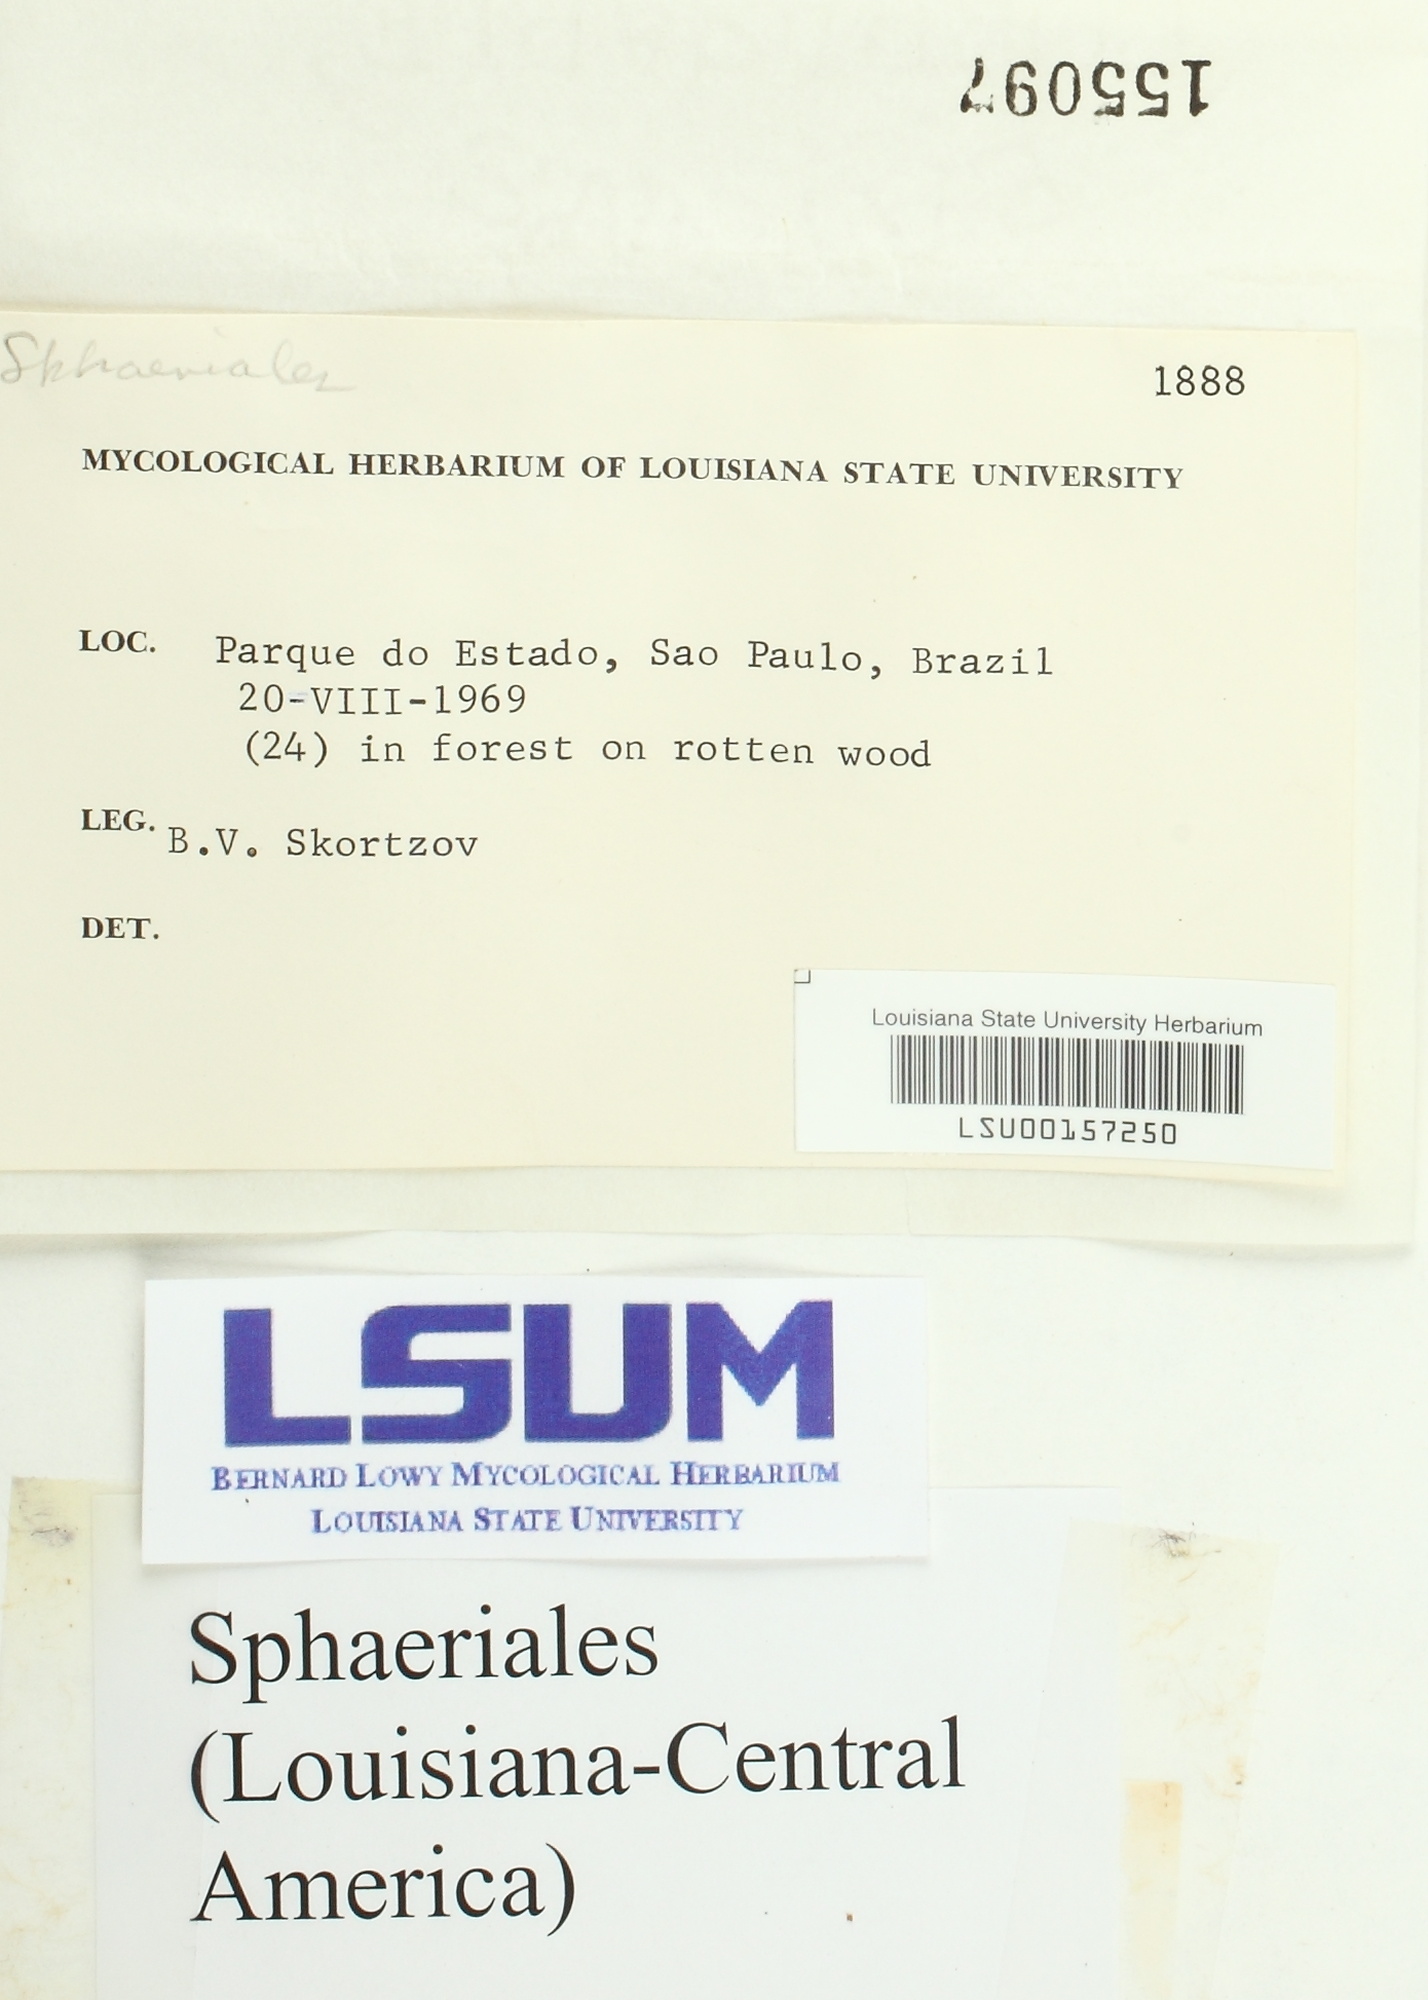 155097
Sphaeriales
1888
MYCOLOGICAL HERBARIUM OF LOUISIANA STATE UNIVERSITY
LOC. Parque do Estado, Sao Paulo, Brazil
20-VIII-1969
(24) in forest on rotten wood
LEG. B.V. Skortzov
DET.
Louisiana State University Herbarium
LSU00157250
LSUM
BERNARD LOWY MYCOLOGICAL HERBARIUM
LOUISIANA STATE UNIVERSITY
Sphaeriales
(Louisiana-Central
America)